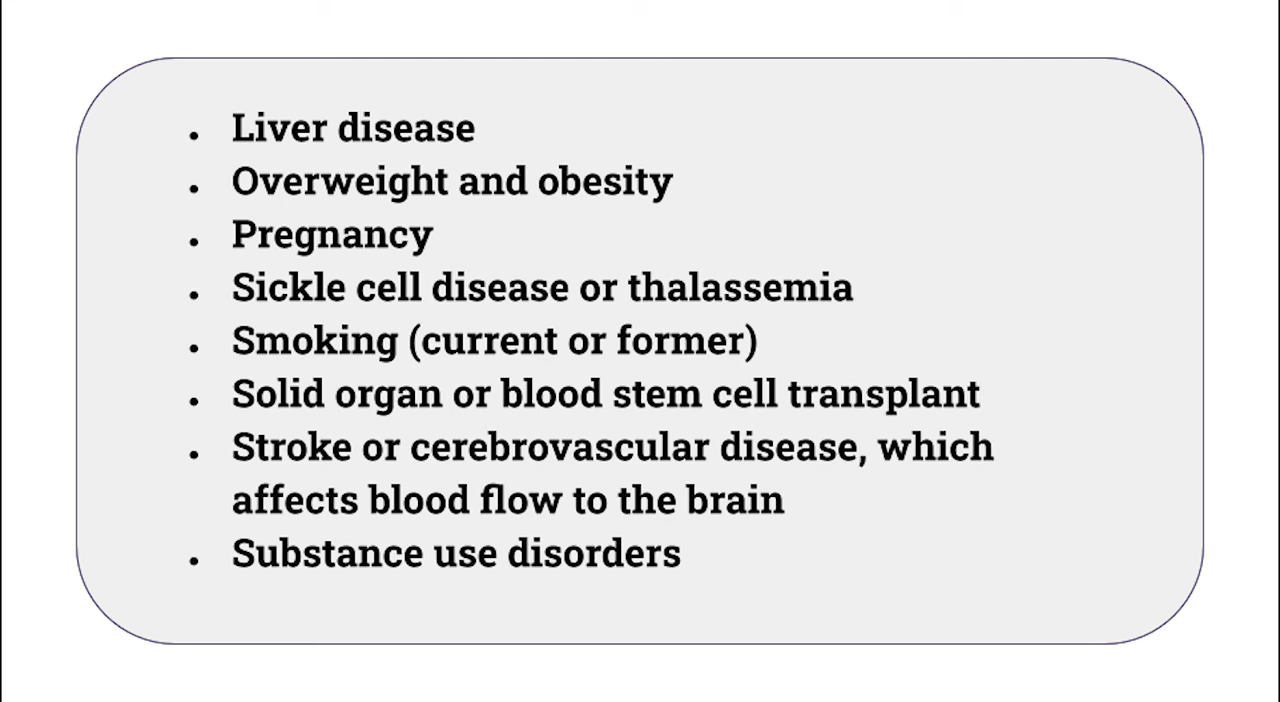 • Liver disease
• Overweight and obesity
• Pregnancy
• Sickle cell disease or thalassemia
• Smoking (current or former)
• Solid organ or blood stem cell transplant
• Stroke or cerebrovascular disease, which
affects blood flow to the brain
• Substance use disorders